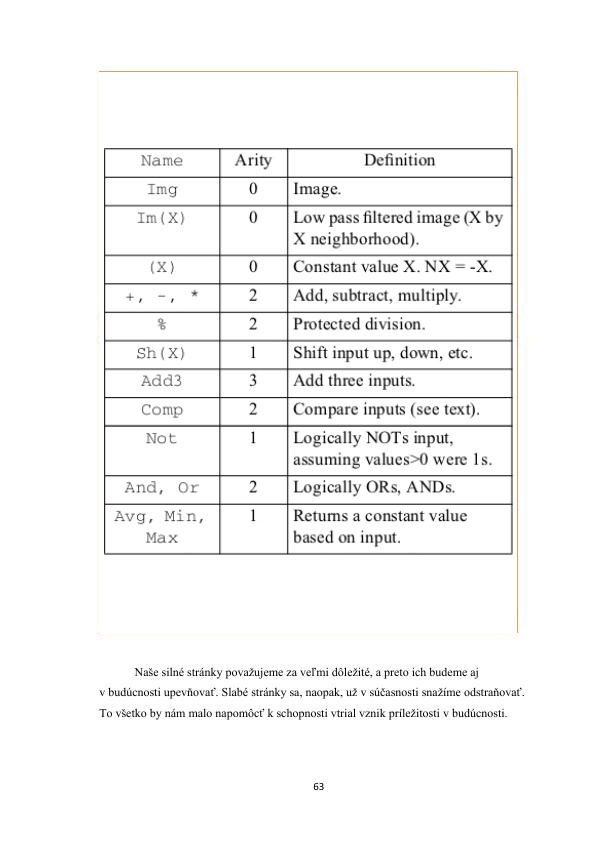 Name Arity Definition
Img 0 Image.
Im(X) 0 Low pass filtered image (X by
X neighborhood).
(X) 0 Constant value X. NX = -X.
+, -, * 2 Add, subtract, multiply.
% 2 Protected division.
Sh(X) 1 Shift input up, down, etc.
Add3 3 Add three inputs.
Comp 2 Compare inputs (see text).
Not 1 Logically NOTs input,
assuming values>0 were 1s.
And, Or 2 Logically ORs, ANDs.
Avg, Min, 1 Returns a constant value
Max based on input.
Naše silné stránky považujeme za veľmi dôležité, a preto ich budeme aj
v budúcnosti upevňovať. Slabé stránky sa, naopak, už v súčasnosti snažíme odstraňovať.
To všetko by nám malo napomôcť k schopnosti vtrial vznik príležitosti v budúcnosti.
63